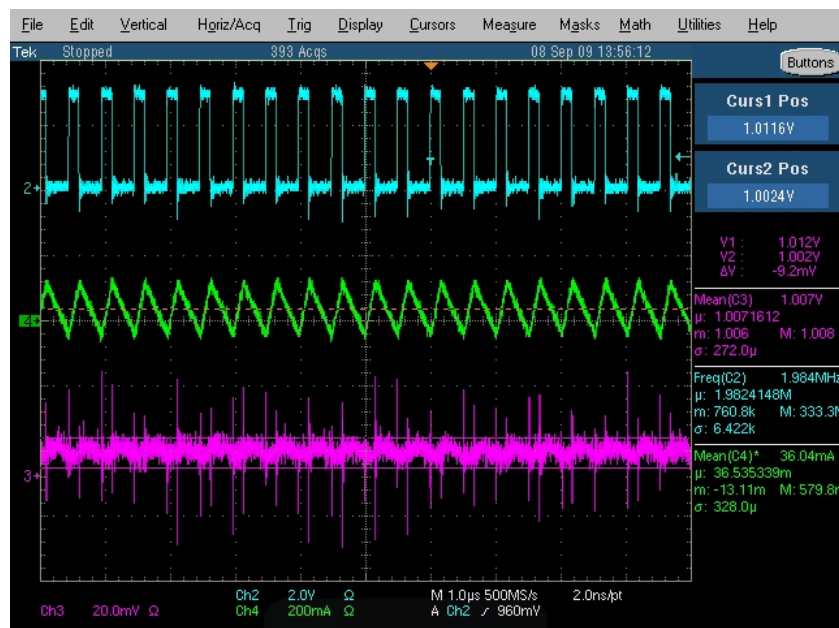 File Edit Vertical Horiz/Acq Trig Display Cursors Measure Masks Math Utilities Help
Tek Stopped 393 Acqs 08 Sep 09 13:56:12
Buttons
Curs1 Pos
1.0116V
Curs2 Pos
1.0024V
V1 : 1.012V
V2 : 1.002V
ΔV : -9.2mV
Mean(C3) 1.007V
μ: 1.0071612
m: 1.006 M: 1.008
σ: 272.0μ
Freq(C2) 1.984MHz
μ: 1.9824148M
m: 760.8k M: 333.3M
σ: 6.422k
Mean(C4)* 36.04mA
μ: 36.535339m
m: -13.11m M: 579.8m
σ: 328.0μ
2
T
4
3
Ch2 2.0V Ω M 1.0μs 500MS/s 2.0ns/pt
Ch3 20.0mV Ω Ch4 200mA Ω A Ch2 ∕ 960mV